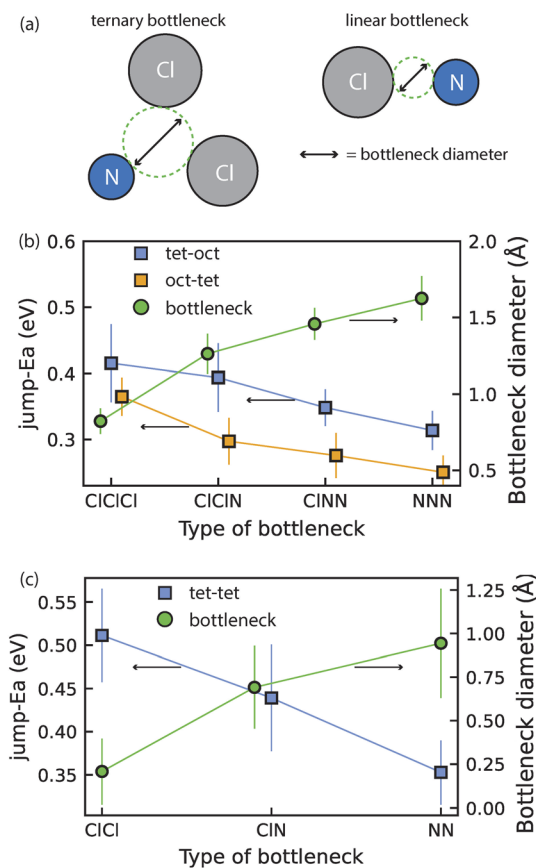 (a)
ternary bottleneck
linear bottleneck
Cl
N
Cl
Cl
N
= bottleneck diameter
(b)
0.6
0.5
0.4
0.3
jump-Ea (eV)
tet-oct
oct-tet
bottleneck
2.0
1.5
1.0
0.5
Bottleneck diameter (Å)
ClClCl
ClClN
ClNN
NNN
Type of bottleneck
(c)
0.55
0.50
0.45
0.35
jump-Ea (eV)
tet-tet
bottleneck
1.25
1.00
0.75
0.50
0.25
0.00
Bottleneck diameter (Å)
ClCl
ClN
NN
Type of bottleneck